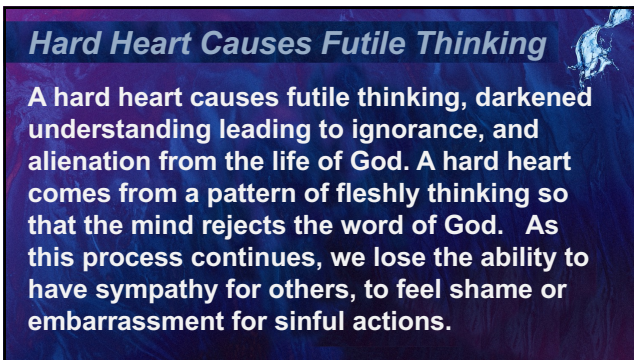 Hard Heart Causes Futile Thinking
A hard heart causes futile thinking, darkened
understanding leading to ignorance, and
alienation from the life of God. A hard heart
comes from a pattern of fleshly thinking so
that the mind rejects the word of God.   As
this process continues, we lose the ability to
have sympathy for others, to feel shame or
embarrassment for sinful actions.